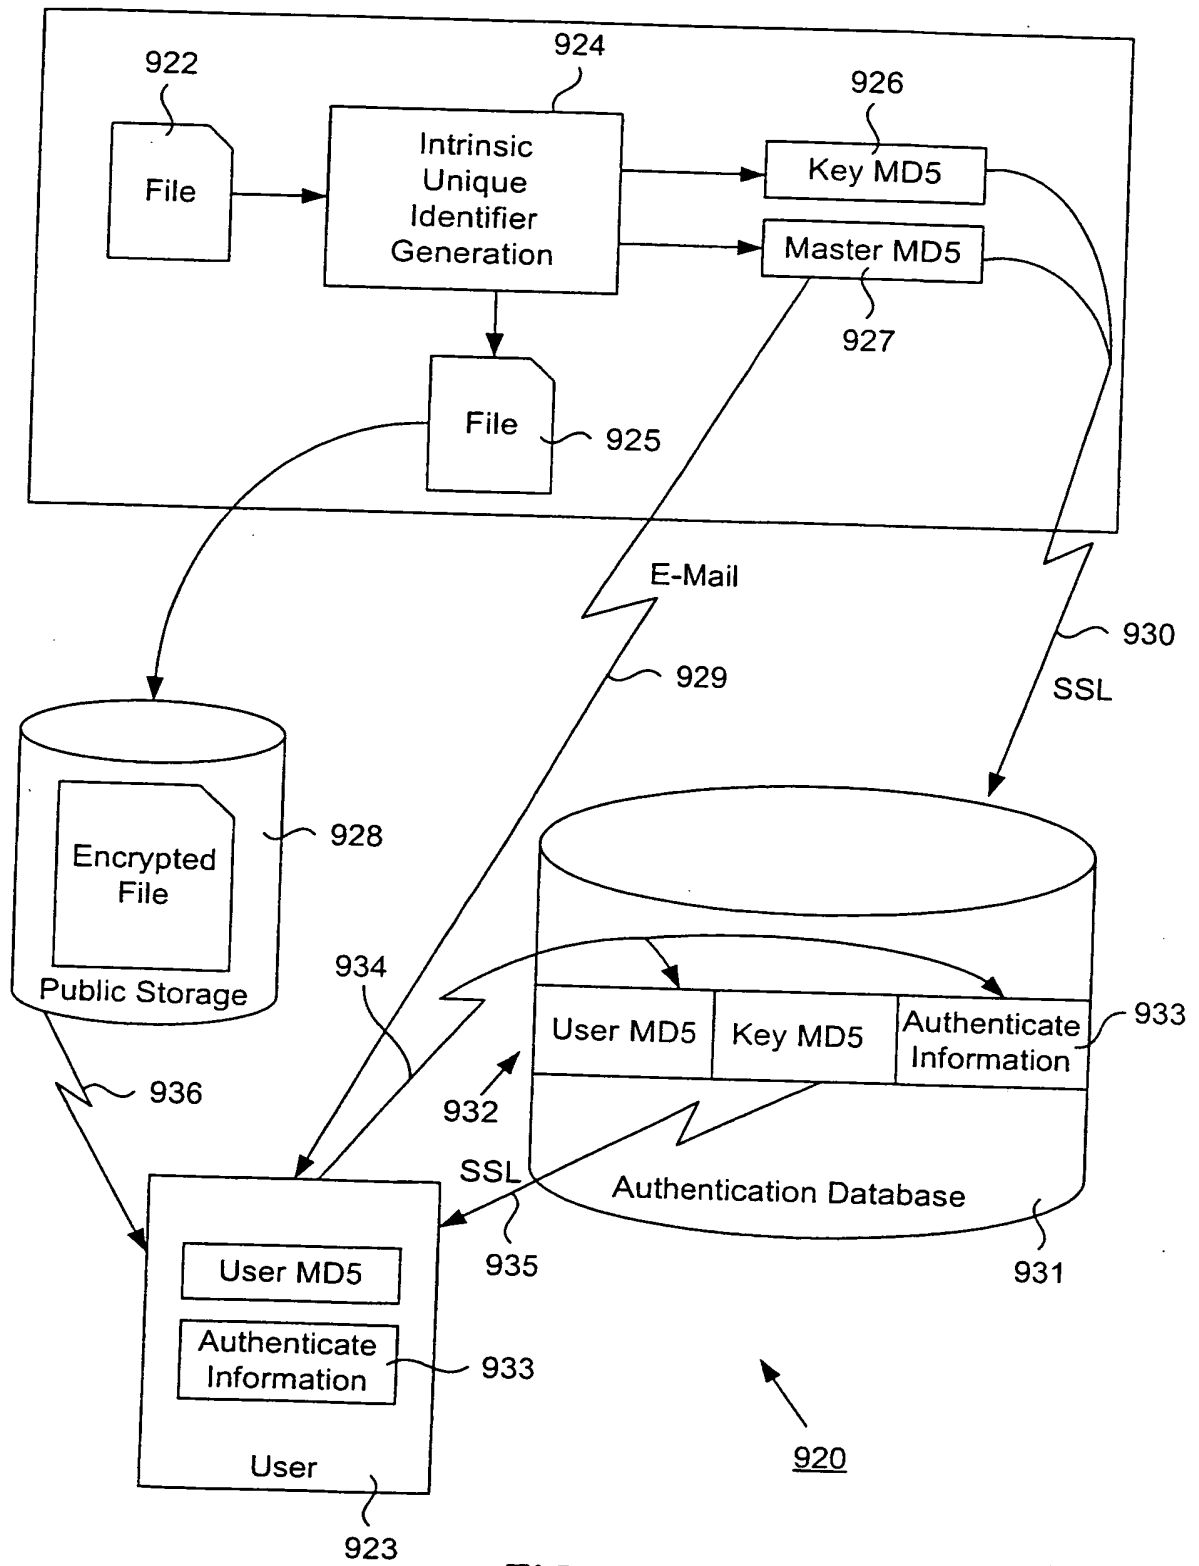 922
924
926
File
Intrinsic
Unique
Identifier
Generation
Key MD5
Master MD5
927
File
925
E-Mail
929
930
SSL
928
Encrypted
File
Public Storage
934
User MD5
Key MD5
Authenticate
Information
933
932
936
SSL
935
Authentication Database
931
User MD5
Authenticate
Information
933
User
923
920